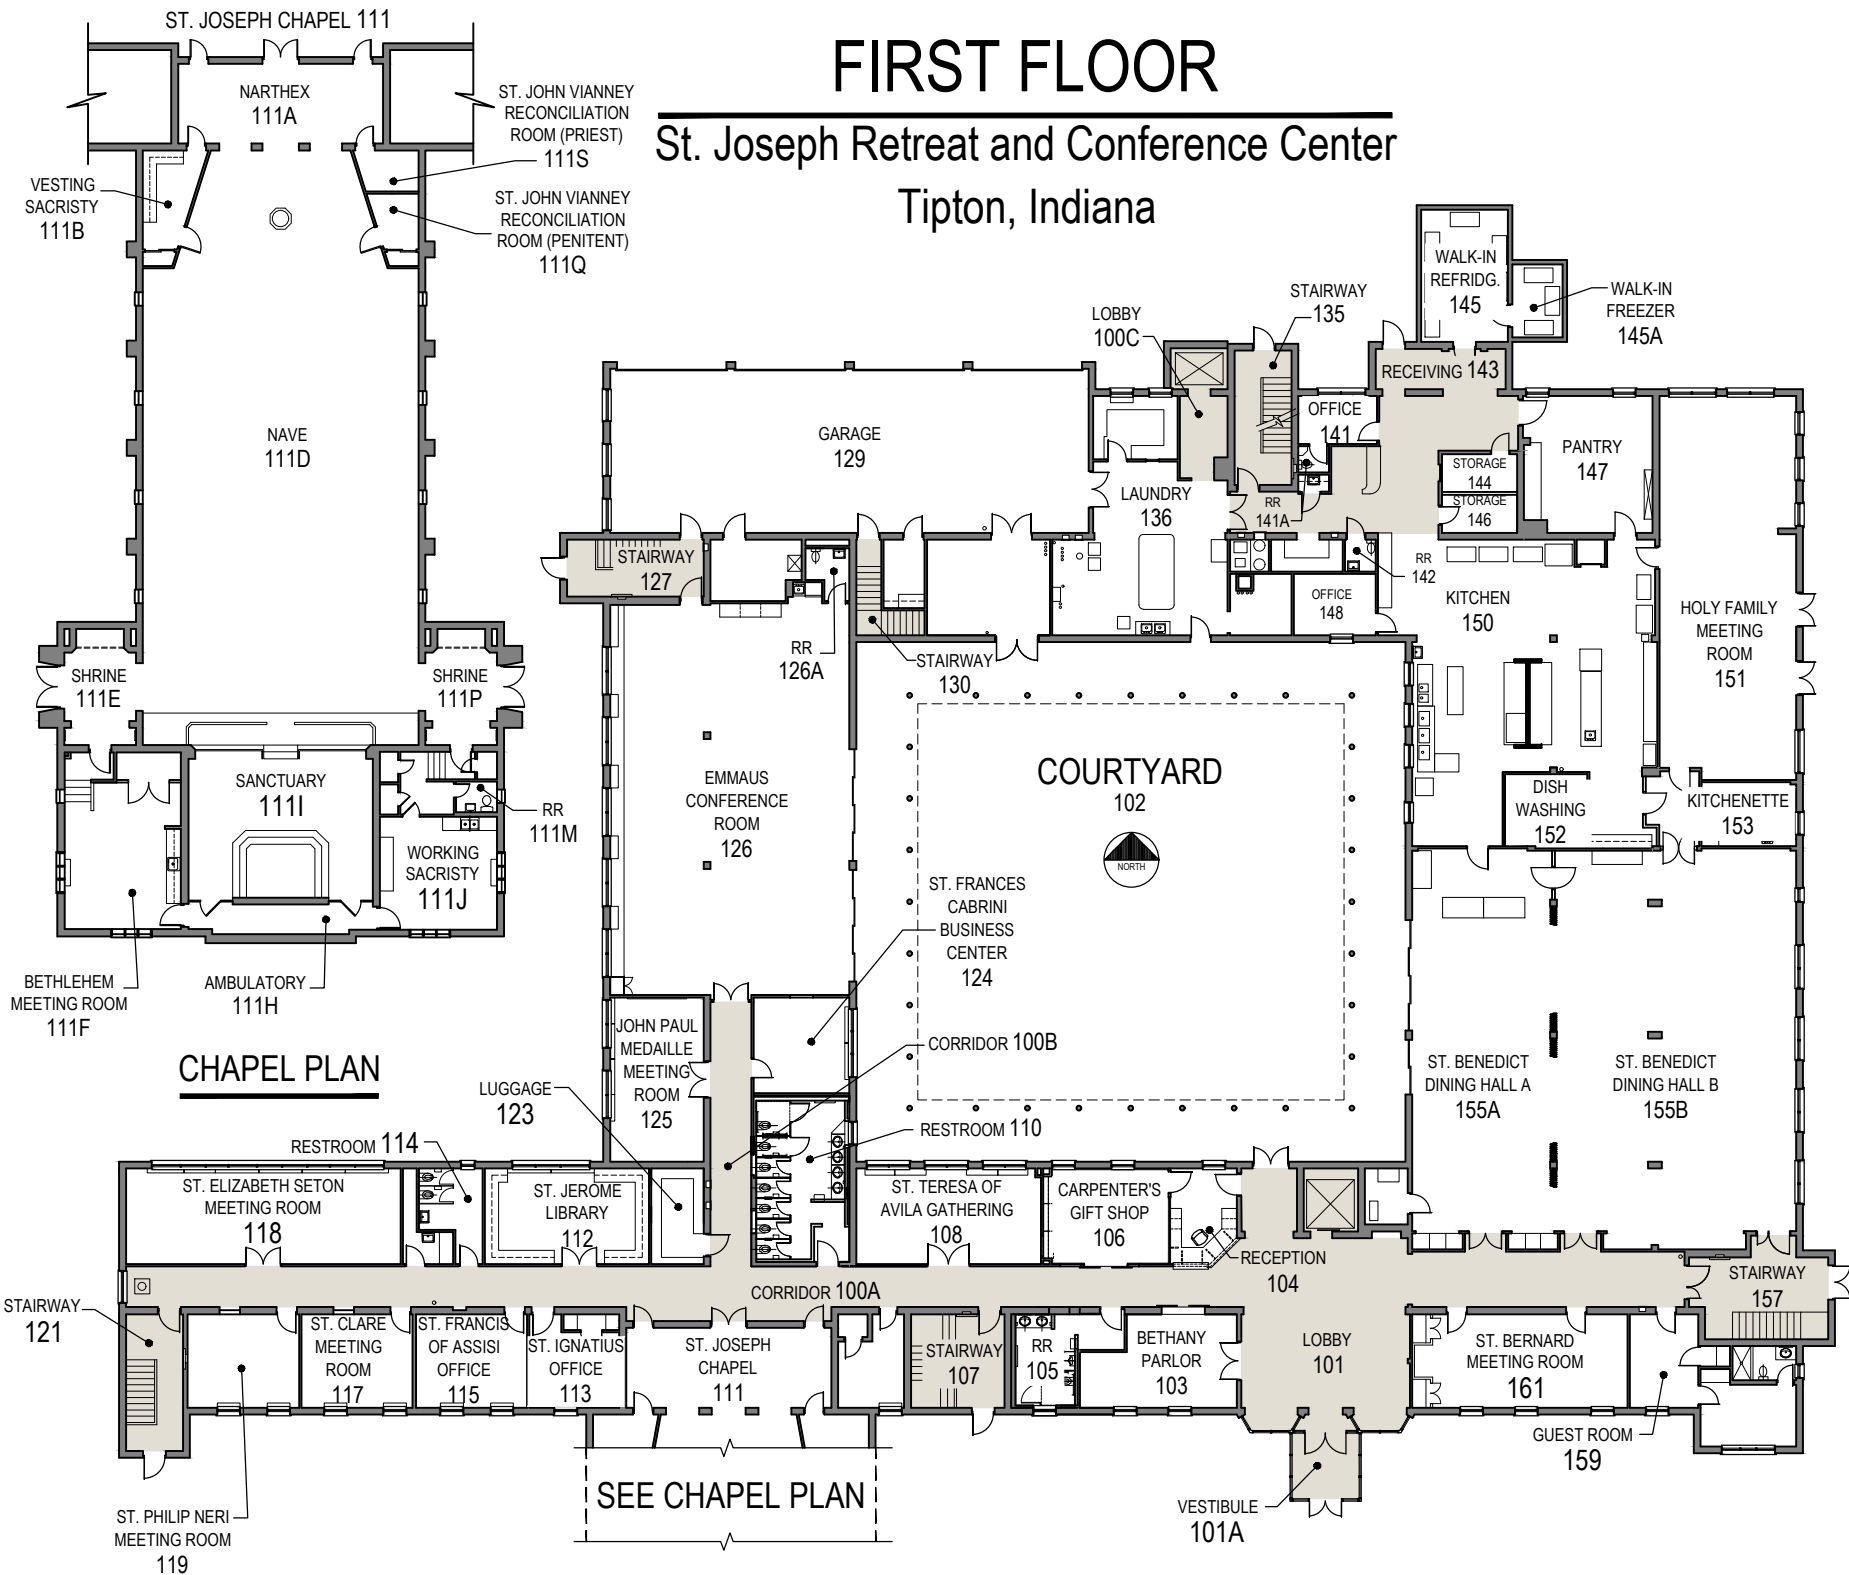 FIRST FLOOR
St. Joseph Retreat and Conference Center
Tipton, Indiana
ST. JOSEPH CHAPEL 111
NARTHEX
111A
ST. JOHN VIANNEY
RECONCILIATION
ROOM (PRIEST)
111S
VESTING
SACRISTY
111B
ST. JOHN VIANNEY
RECONCILIATION
ROOM (PENITENT)
111Q
NAVE
111D
SHRINE
111E
SHRINE
111P
SANCTUARY
111I
RR
111M
WORKING
SACRISTY
111J
BETHLEHEM
MEETING ROOM
111F
AMBULATORY
111H
CHAPEL PLAN
WALK-IN
REFRIDG.
145
WALK-IN
FREEZER
145A
STAIRWAY
135
LOBBY
100C
RECEIVING 143
OFFICE
141
GARAGE
129
PANTRY
147
STORAGE
144
STORAGE
146
LAUNDRY
136
RR
141A
STAIRWAY
127
RR
142
OFFICE
148
KITCHEN
150
HOLY FAMILY
MEETING
ROOM
151
RR
126A
STAIRWAY
130
EMMAUS
CONFERENCE
ROOM
126
COURTYARD
102
NORTH
DISH
WASHING
152
KITCHENETTE
153
ST. FRANCES
CABRINI
BUSINESS
CENTER
124
JOHN PAUL
MEDAILLE
MEETING
ROOM
125
CORRIDOR 100B
ST. BENEDICT
DINING HALL A
155A
ST. BENEDICT
DINING HALL B
155B
LUGGAGE
123
RESTROOM 114
RESTROOM 110
ST. ELIZABETH SETON
MEETING ROOM
118
ST. JEROME
LIBRARY
112
ST. TERESA OF
AVILA GATHERING
108
CARPENTER'S
GIFT SHOP
106
RECEPTION
104
CORRIDOR 100A
STAIRWAY
157
STAIRWAY
121
ST. CLARE
MEETING
ROOM
117
ST. FRANCIS
OF ASSISI
OFFICE
115
ST. IGNATIUS
OFFICE
113
ST. JOSEPH
CHAPEL
111
STAIRWAY
107
RR
105
BETHANY
PARLOR
103
LOBBY
101
ST. BERNARD
MEETING ROOM
161
GUEST ROOM
159
SEE CHAPEL PLAN
VESTIBULE
101A
ST. PHILIP NERI
MEETING ROOM
119